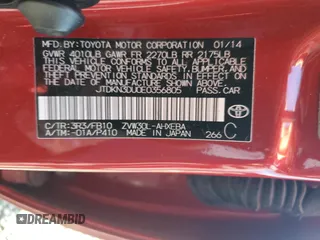 MFD. BY: TOYOTA MOTOR CORPORATION 01/14
GVWR 4010LB GAWR FR 2270LB RR 2175LB
THIS VEHICLE CONFORMS TO ALL APPLICABLE
FEDERAL MOTOR VEHICLE SAFETY, BUMPER, AND THEFT
PREVENTION STANDARDS IN EFFECT ON THE DATE OF
MANUFACTURE SHOWN ABOVE.
JTDKN3DU0E0356805 PASS. CAR
TOYOTA
C/TR: 3R3/FB10 ZVW30L-AHXEBA
A/TM: -01A/P410 MADE IN JAPAN 266 C